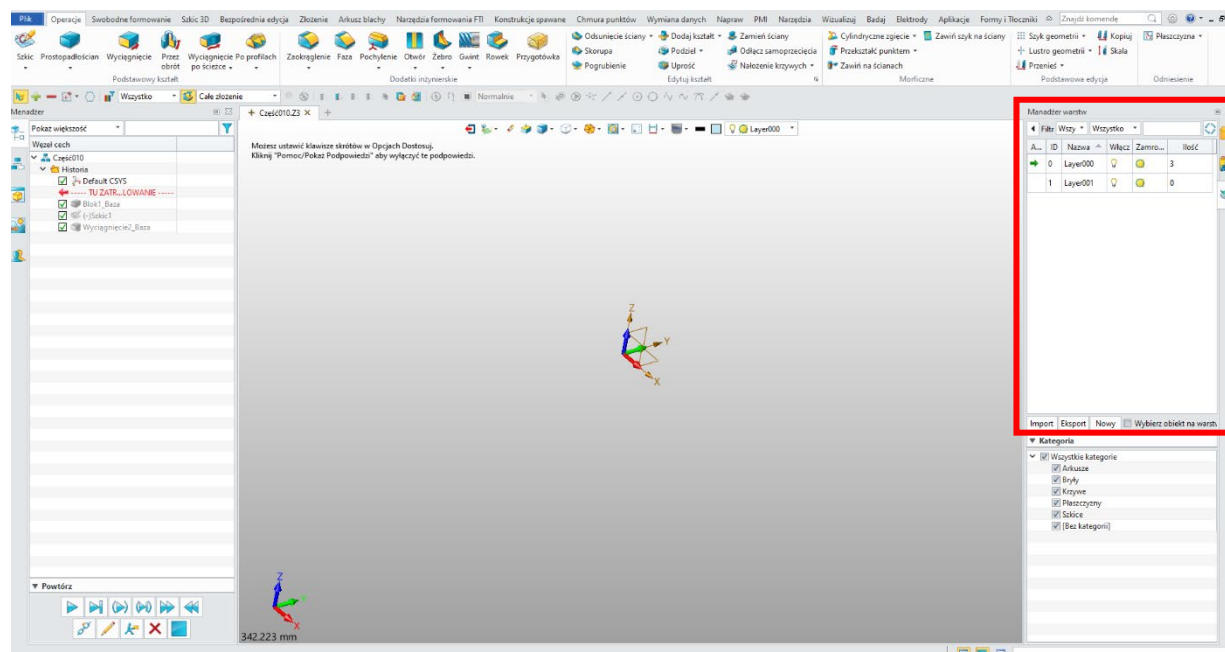 Plik Operacje Swobodne formowanie Szkic 3D Bezpośrednia edycja Złożenie Arkusz blachy Narzędzia formowania FTI Konstrukcje spawane Chmura punktów Wymiana danych Napraw PMI Narzędzia Wizualizuj Badaj Elektrody Aplikacje Formy i Tłoczniki Znajdź komendę
Szkic Prostopadłościan Wyciągnięcie Przez obrót Wyciągnięcie po ścieżce Po profilach Zaokrąglenie Faza Pochylenie Otwór Żebro Gwint Rowek Przygotówka
Odsunięcie ściany Dodaj kształt Zamień ściany Cylindryczne zgięcie Zawiń szyk na ściany Szyk geometrii Kopiuj Płaszczyzna
Skorupa Podziel Odłącz samoprzecięcia Przekształć punktem Lustro geometrii Skala
Pogrubienie Uprość Nałożenie krzywych Zawiń na ścianach Przenieś
Podstawowy kształt Dodatki inżynierskie Edytuj kształt Morficzne Podstawowa edycja Odniesienie
Wszystko Całe złożenie Normalnie
Menadżer
Część010.Z3
Pokaż większość
Layer000
Węzeł cech
Część010
Historia
Default CSYS
----- TU ZATR...LOWANIE -----
Blok1_Baza
(-)Szkic1
Wyciągnięcie2_Baza
Możesz ustawić klawisze skrótów w Opcjach Dostosuj.
Kliknij "Pomoc/Pokaż Podpowiedzi" aby wyłączyć te podpowiedzi.
Z
Y
X
Manadżer warstw
Filtr Wszy Wszystko
A... ID Nazwa Włącz Zamro... Ilość
0 Layer000 3
1 Layer001 0
Import Eksport Nowy Wybierz obiekt na warstw
Kategoria
Wszystkie kategorie
Arkusze
Bryły
Krzywe
Płaszczyzny
Szkice
[Bez kategorii]
Powtórz
Z
X
342.223 mm